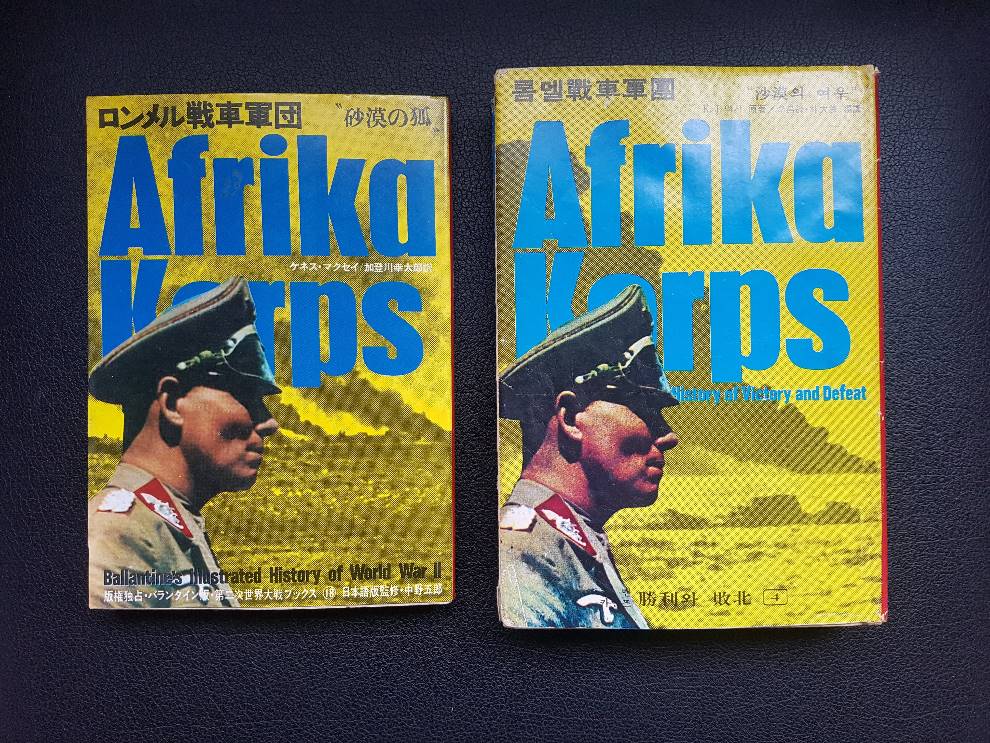 ロンメル戦車軍団
〝砂漠の狐〟
Afrika
ケネス・マクセイ/加登川幸太郎訳
Korps
Ballantine's Illustrated History of World War II
版権独占・バランタイン版・第二次世界大戦ブックス ⑱ 日本語版監修・中野五郎
롬멜戰車軍團
"沙漠의 여우"
Afrika
Korps
History of Victory and Defeat
勝利와 敗北 4